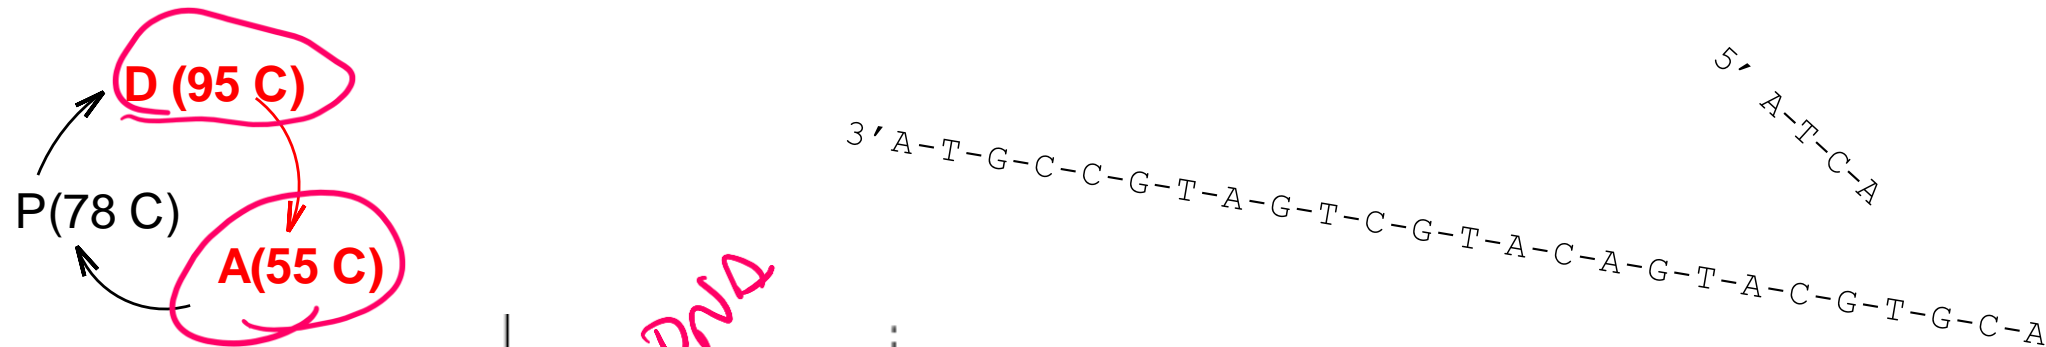 D (95 C)
P(78 C)
A(55 C)
DNA
3’A-T-G-C-C-G-T-A-G-T-C-G-T-A-C-A-G-T-A-C-G-T-G-C-A
5’ A-T-C-A